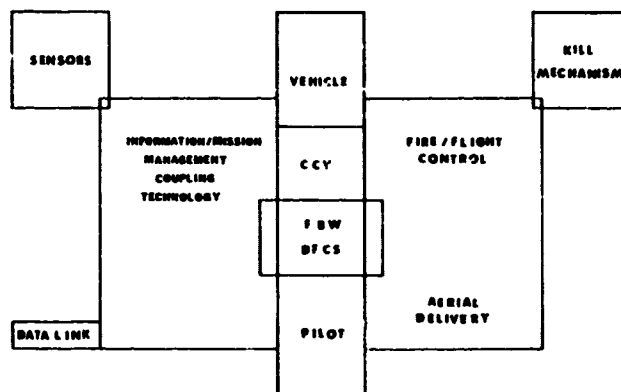 SENSORS
VEHICLE
KILL
MECHANISM
INFORMATION/MISSION
MANAGEMENT
COUPLING
TECHNOLOGY
CCV
FIRE/FLIGHT
CONTROL
FBW
DFCS
DATA LINK
PILOT
AERIAL
DELIVERY